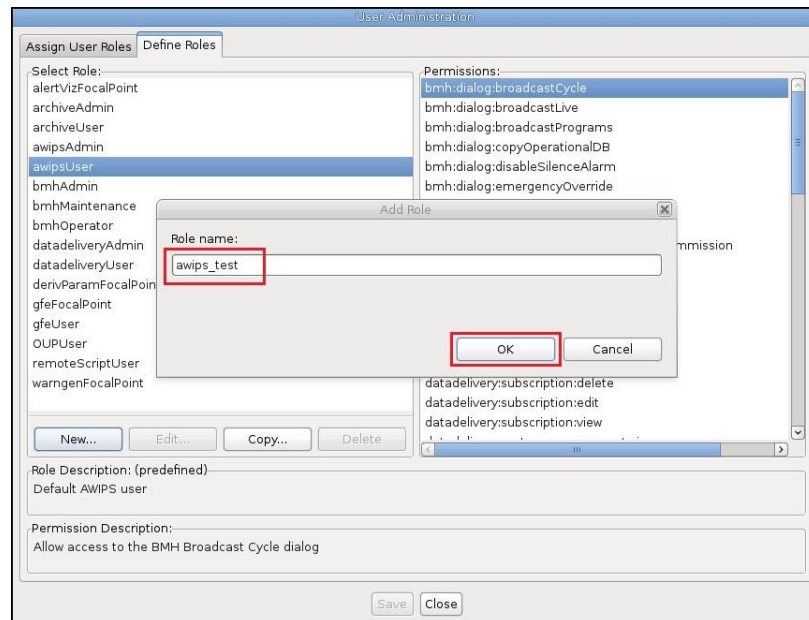 User Administration
Assign User Roles
Define Roles
Select Role:
alertVizFocalPoint
archiveAdmin
archiveUser
awipsAdmin
awipsUser
bmhAdmin
bmhMaintenance
bmhOperator
datadeliveryAdmin
datadeliveryUser
derivParamFocalPoin
gfeFocalPoint
gfeUser
OUPUser
remoteScriptUser
warngenFocalPoint
New...
Edit...
Copy...
Delete
Permissions:
bmh:dialog:broadcastCycle
bmh:dialog:broadcastLive
bmh:dialog:broadcastPrograms
bmh:dialog:copyOperationalDB
bmh:dialog:disableSilenceAlarm
bmh:dialog:emergencyOverride
mmission
datadelivery:subscription:delete
datadelivery:subscription:edit
datadelivery:subscription:view
Add Role
Role name:
awips_test
OK
Cancel
Role Description: (predefined)
Default AWIPS user
Permission Description:
Allow access to the BMH Broadcast Cycle dialog
Save
Close